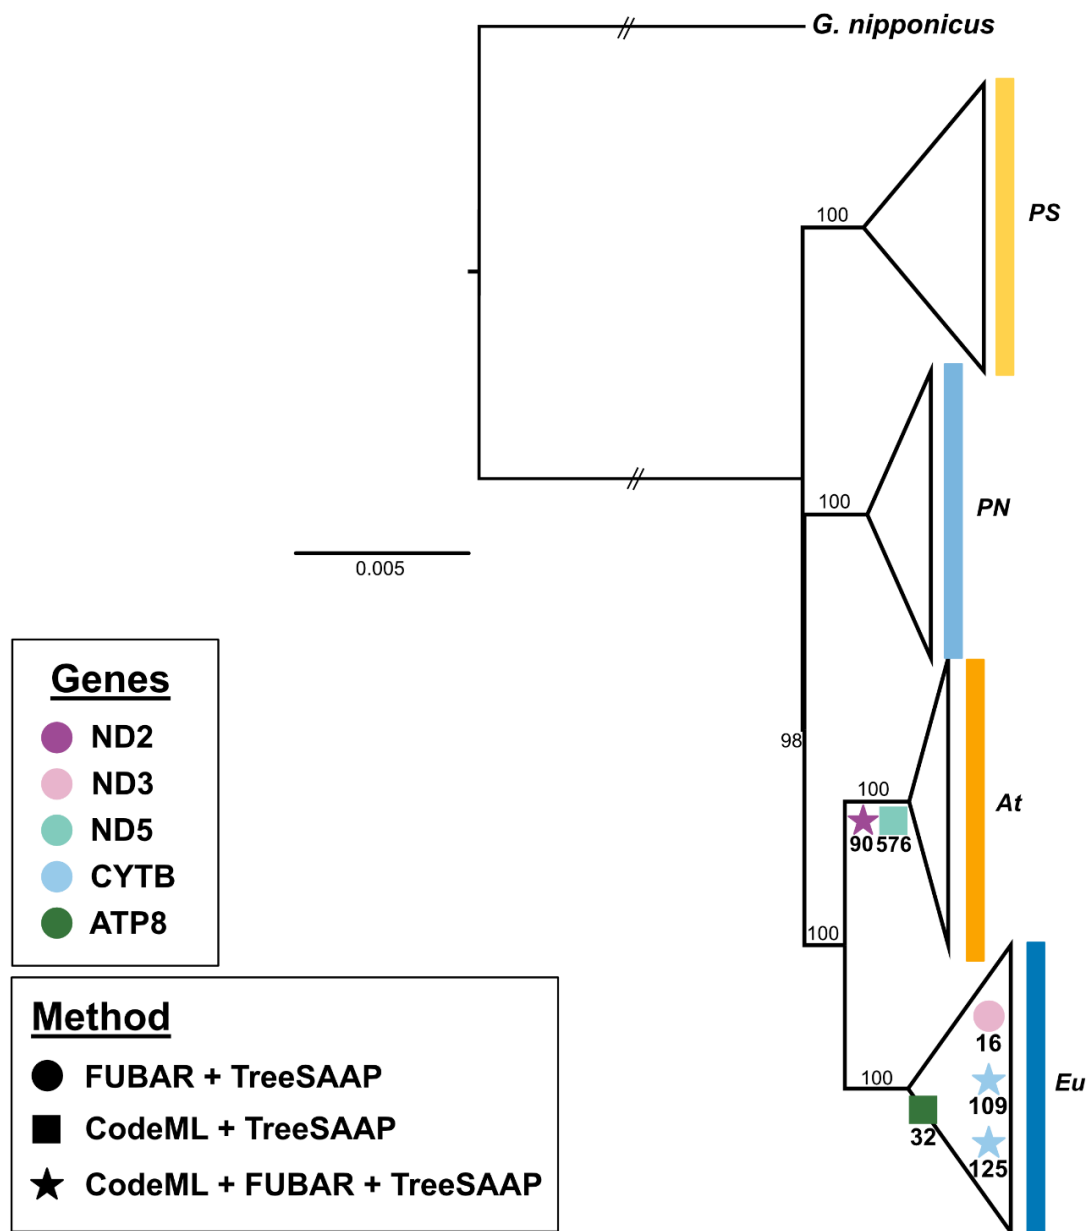 G. nipponicus
100
PS
100
PN
0.005
Genes
ND2
ND3
ND5
CYTB
ATP8
98
100
At
90 576
100
Method
FUBAR + TreeSAAP
CodeML + TreeSAAP
CodeML + FUBAR + TreeSAAP
16
100
Eu
109
32
125